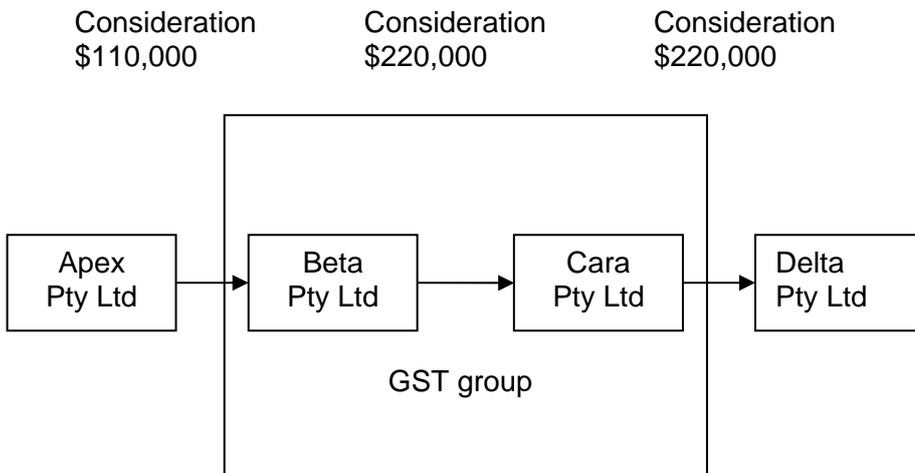 Consideration
$110,000
Consideration
$220,000
Consideration
$220,000
Apex
Pty Ltd
Beta
Pty Ltd
Cara
Pty Ltd
Delta
Pty Ltd
GST group